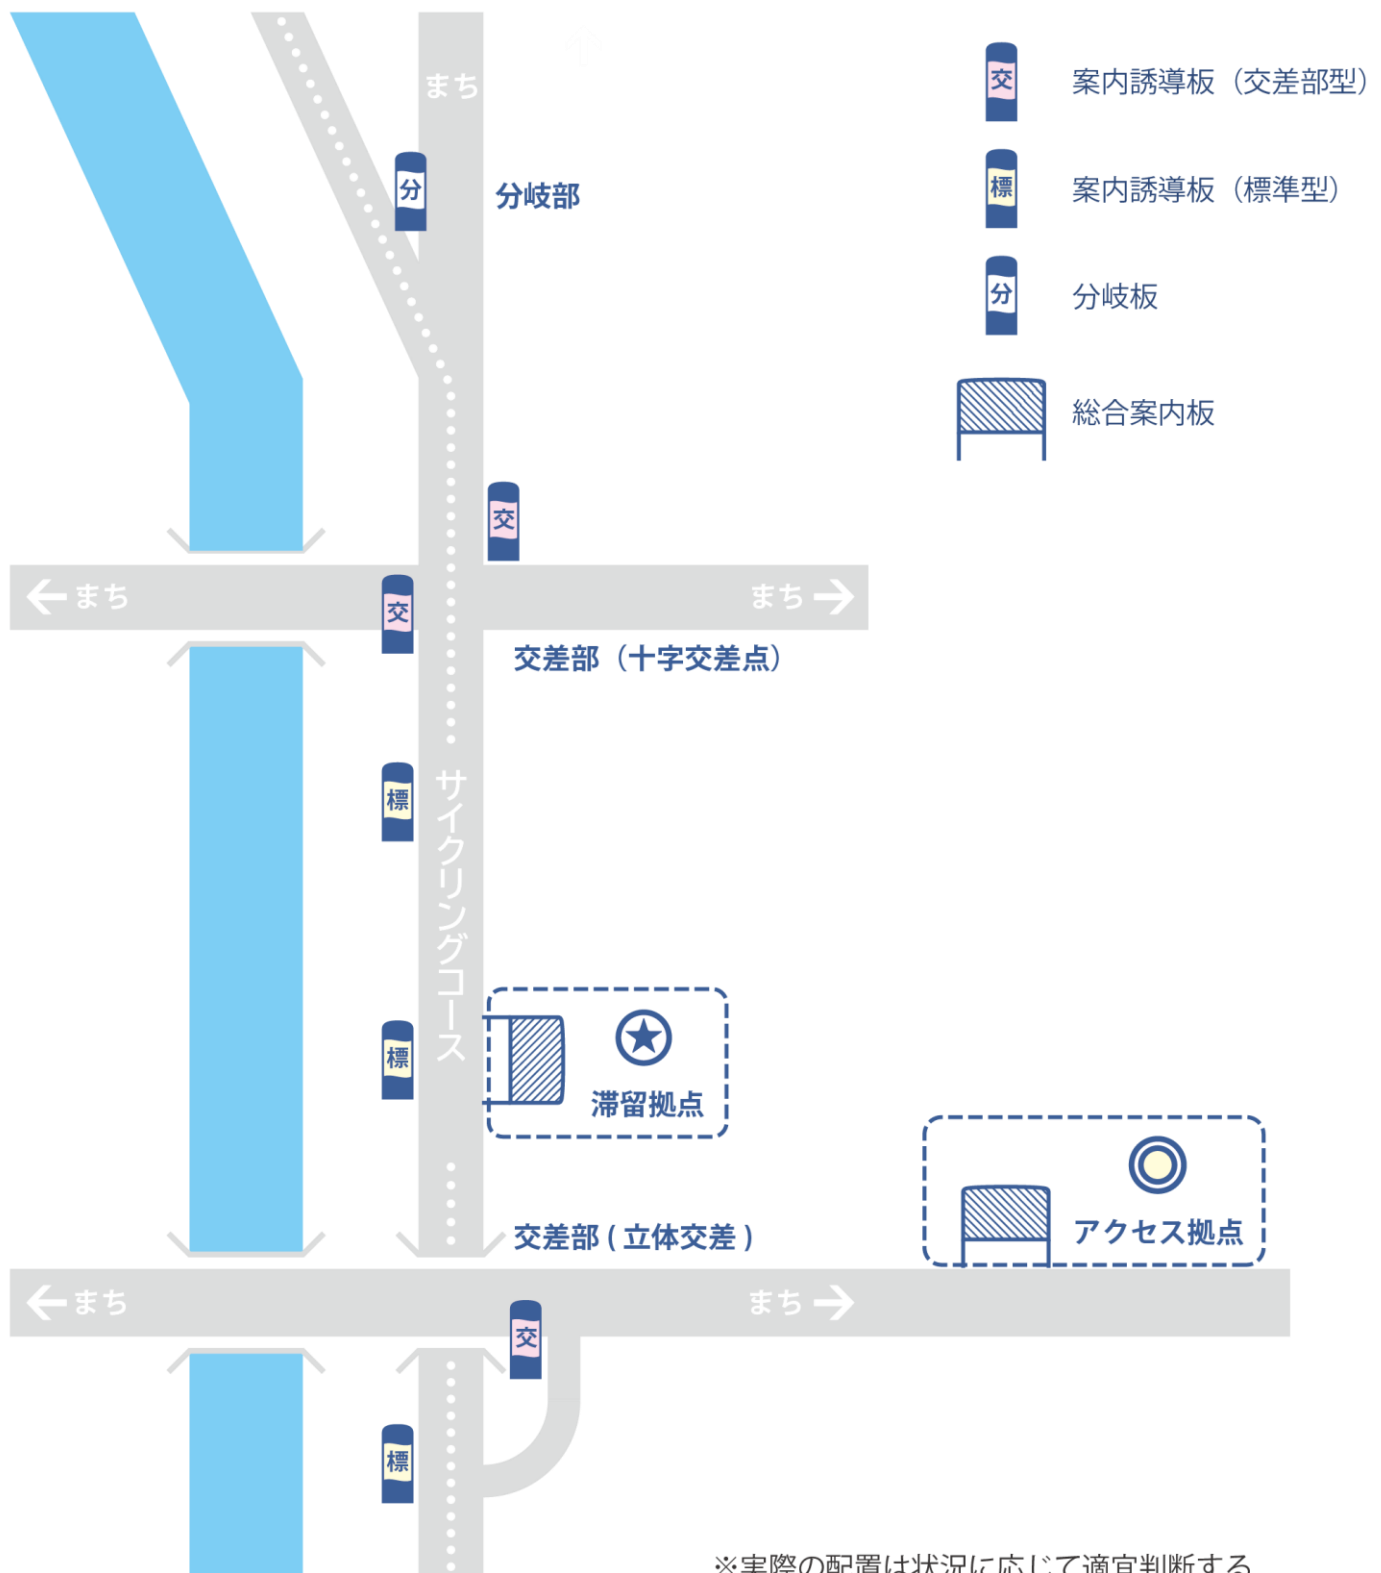 まち
交 案内誘導板（交差部型）
分 分岐部
標 案内誘導板（標準型）
分 分岐板
総合案内板
交
← まち
まち →
交
交差部（十字交差点）
標
サイクリングコース
標
滞留拠点
アクセス拠点
交差部 ( 立体交差 )
← まち
まち →
交
標
※実際の配置は状況に応じて適宜判断する